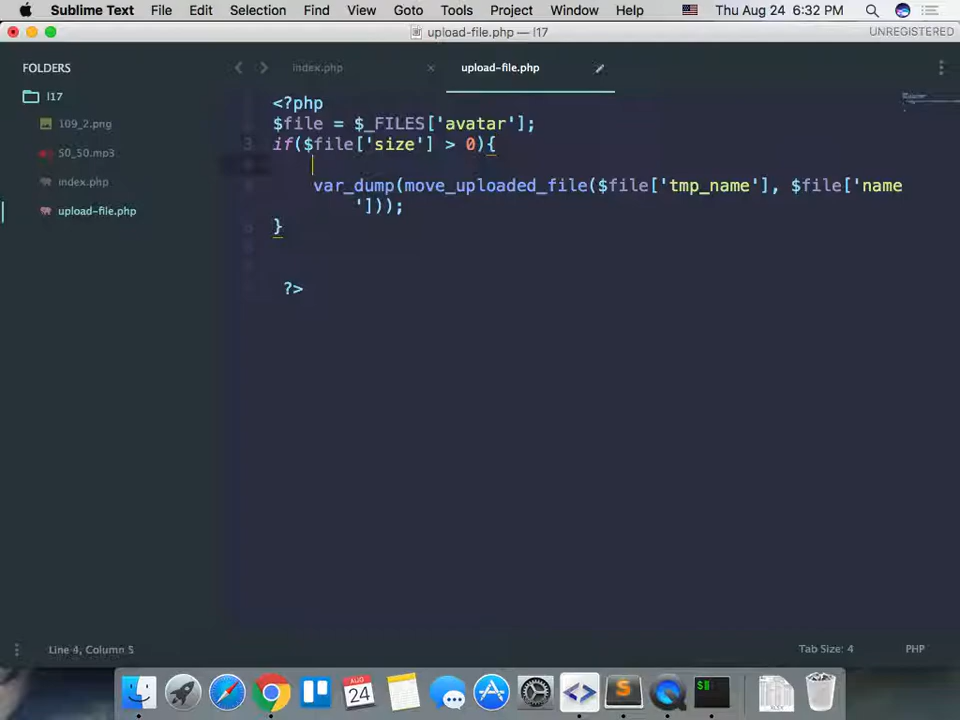 Sublime Text File Edit Selection Find View Goto Tools Project Window Help Thu Aug 24 6:32 PM
upload-file.php — l17 UNREGISTERED
FOLDERS
l17
109_2.png
50_50.mp3
index.php
upload-file.php
index.php upload-file.php
<?php
$file = $_FILES['avatar'];
3 if($file['size'] > 0){
var_dump(move_uploaded_file($file['tmp_name'], $file['name
']));
}
?>
Line 4, Column 5 Tab Size: 4 PHP
AUG
24